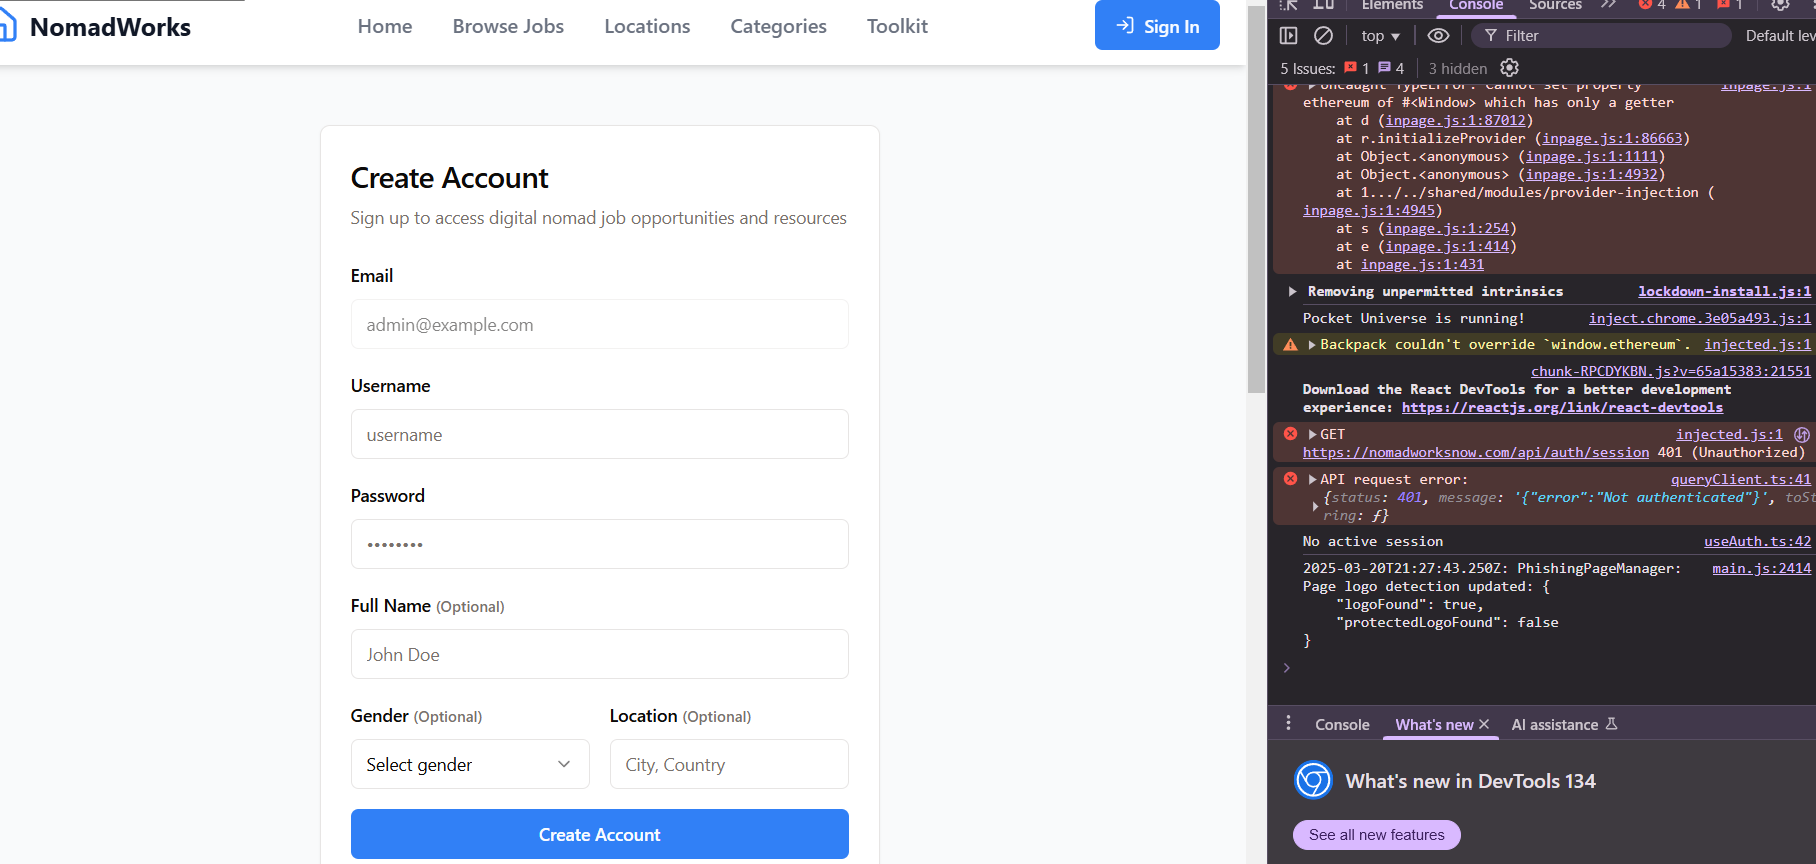 NomadWorks
Home
Browse Jobs
Locations
Categories
Toolkit
Sign In
Create Account
Sign up to access digital nomad job opportunities and resources
Email
admin@example.com
Username
username
Password
••••••••
Full Name (Optional)
John Doe
Gender (Optional)
Location (Optional)
Select gender
City, Country
Create Account
Elements
Console
Sources
4
1
1
top
Filter
Default lev
5 Issues: 1 4
3 hidden
Uncaught TypeError: Cannot set property inpage.js:1
ethereum of #<Window> which has only a getter
at d (inpage.js:1:87012)
at r.initializeProvider (inpage.js:1:86663)
at Object.<anonymous> (inpage.js:1:1111)
at Object.<anonymous> (inpage.js:1:4932)
at 1.../../shared/modules/provider-injection (
inpage.js:1:4945)
at s (inpage.js:1:254)
at e (inpage.js:1:414)
at inpage.js:1:431
Removing unpermitted intrinsics lockdown-install.js:1
Pocket Universe is running! inject.chrome.3e05a493.js:1
Backpack couldn't override `window.ethereum`. injected.js:1
chunk-RPCDYKBN.js?v=65a15383:21551
Download the React DevTools for a better development
experience: https://reactjs.org/link/react-devtools
GET injected.js:1
https://nomadworksnow.com/api/auth/session 401 (Unauthorized)
API request error: queryClient.ts:41
{status: 401, message: '{"error":"Not authenticated"}', toSt
ring: ƒ}
No active session useAuth.ts:42
2025-03-20T21:27:43.250Z: PhishingPageManager: main.js:2414
Page logo detection updated: {
"logoFound": true,
"protectedLogoFound": false
}
Console
What's new
AI assistance
What's new in DevTools 134
See all new features